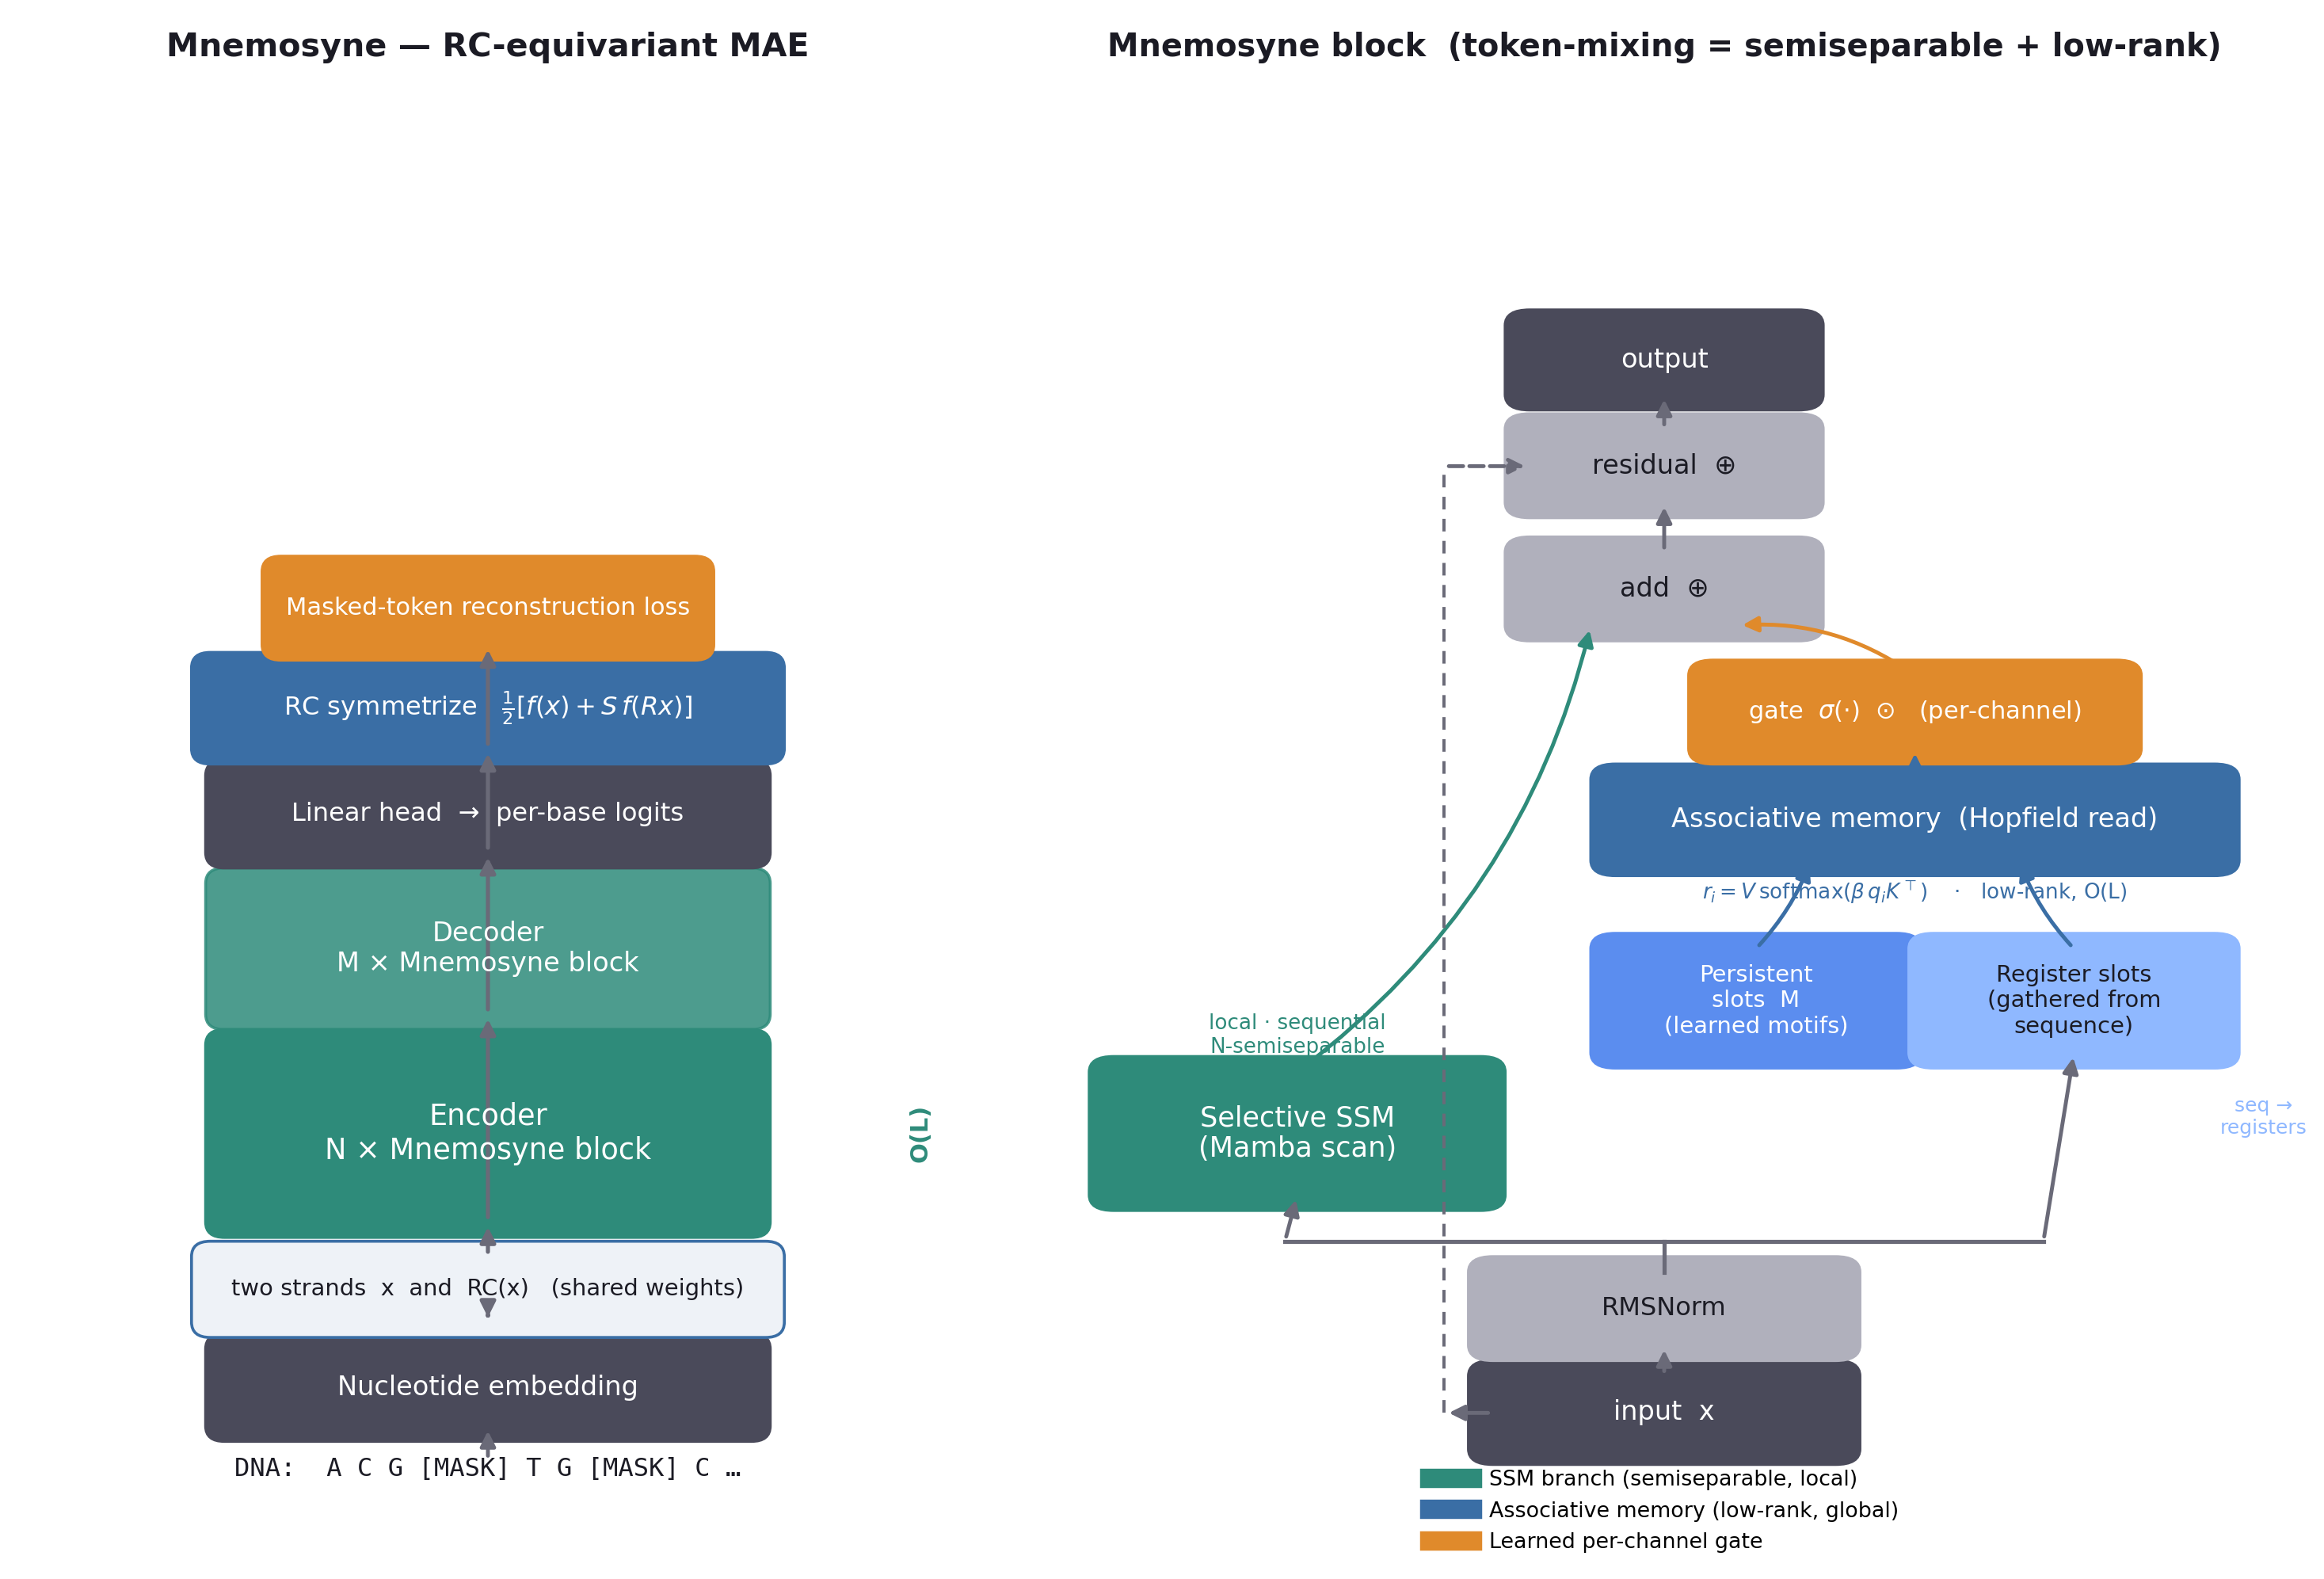 Mnemosyne — RC-equivariant MAE
Masked-token reconstruction loss
RC symmetrize ½[f(x) + S f(Rx)]
Linear head → per-base logits
Decoder
M × Mnemosyne block
Encoder
N × Mnemosyne block
O(L)
two strands x and RC(x) (shared weights)
Nucleotide embedding
DNA: A C G [MASK] T G [MASK] C …
Mnemosyne block (token-mixing = semiseparable + low-rank)
output
residual ⊕
add ⊕
gate σ(·) ⊙ (per-channel)
Associative memory (Hopfield read)
rᵢ = V softmax(β qᵢK⊤) · low-rank, O(L)
Persistent
slots M
(learned motifs)
Register slots
(gathered from
sequence)
local · sequential
N-semiseparable
Selective SSM
(Mamba scan)
seq →
registers
RMSNorm
input x
SSM branch (semiseparable, local)
Associative memory (low-rank, global)
Learned per-channel gate